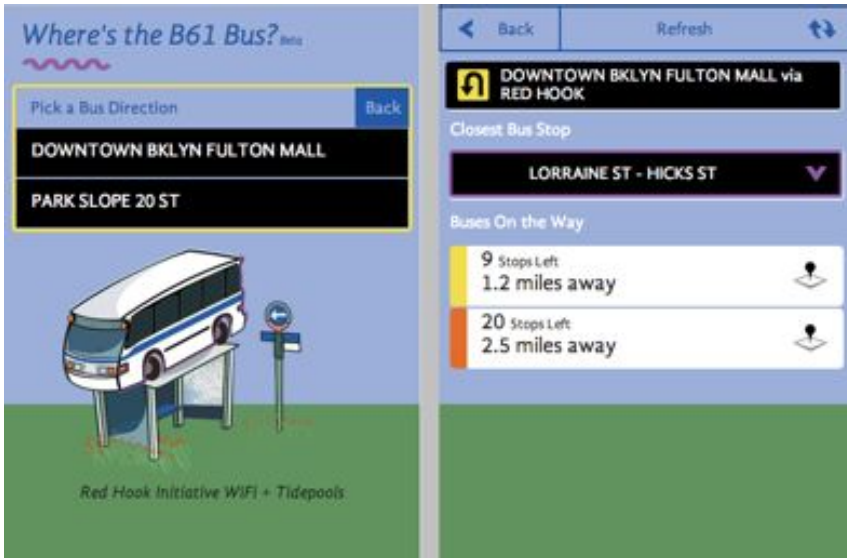 Where's the B61 Bus? Beta
Pick a Bus Direction
Back
DOWNTOWN BKLYN FULTON MALL
PARK SLOPE 20 ST
Red Hook Initiative WiFi + Tidepools
Back
Refresh
DOWNTOWN BKLYN FULTON MALL via
RED HOOK
Closest Bus Stop
LORRAINE ST - HICKS ST
Buses On the Way
9 Stops Left
1.2 miles away
20 Stops Left
2.5 miles away